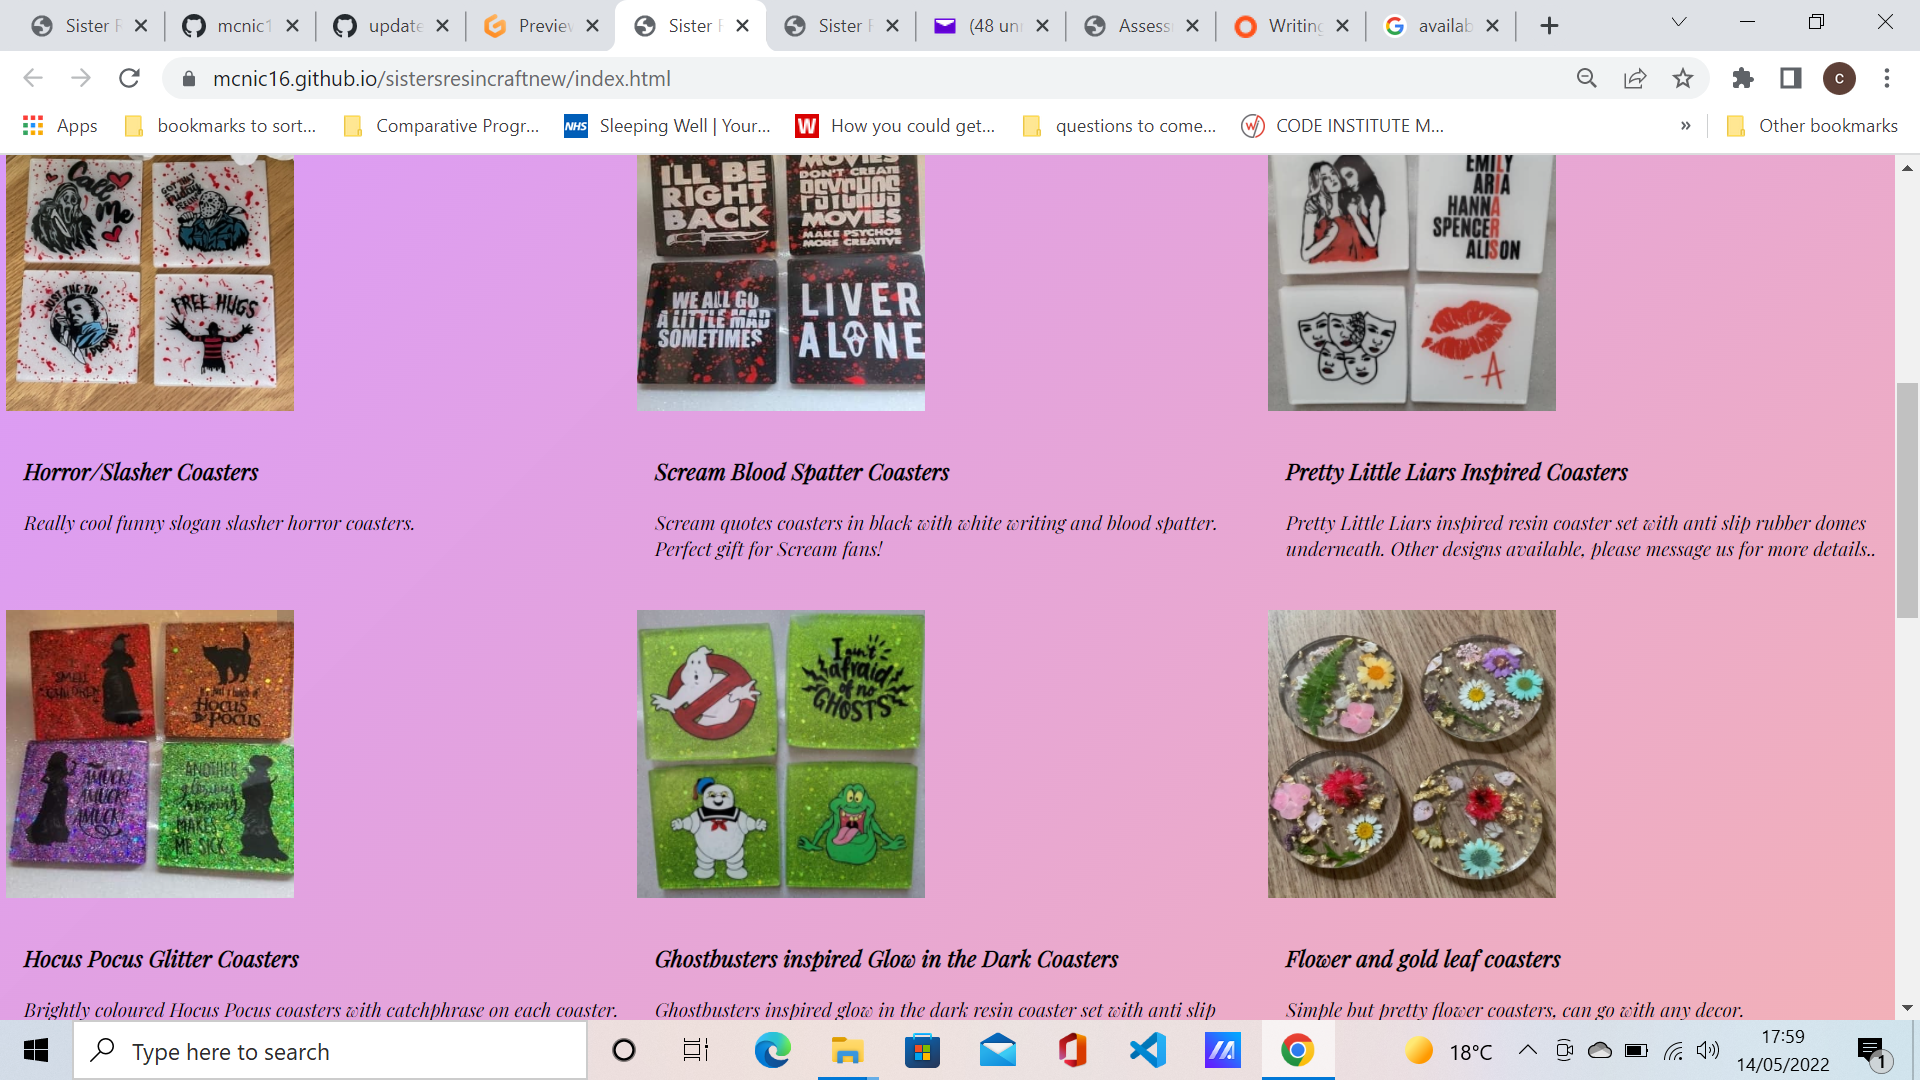 Sister R
mcnic1
update
Preview
Sister R
Sister R
(48 unr
Assess
Writing
availab
mcnic16.github.io/sistersresincraftnew/index.html
c
Apps
bookmarks to sort...
Comparative Progr...
NHS
Sleeping Well | Your...
W
How you could get...
questions to come...
CODE INSTITUTE M...
»
Other bookmarks
Call Me
FREE HUGS
I'LL BE
RIGHT
BACK
MOVIES
DON'T CREATE
PSYCHOS
MOVIES
MAKE PSYCHOS
MORE CREATIVE
WE ALL GO
A LITTLE MAD
SOMETIMES
LIVER
ALONE
EMILY
ARIA
HANNA
SPENCER
ALISON
- A
Horror/Slasher Coasters
Scream Blood Spatter Coasters
Pretty Little Liars Inspired Coasters
Really cool funny slogan slasher horror coasters.
Scream quotes coasters in black with white writing and blood spatter.
Perfect gift for Scream fans!
Pretty Little Liars inspired resin coaster set with anti slip rubber domes
underneath. Other designs available, please message us for more details..
I SMELL
CHILDREN
It's just a bunch of
HOCUS
POCUS
AMUCK!
AMUCK!
AMUCK!
ANOTHER
glorious
morning
MAKES
ME SICK
I ain't
afraid
of no
GHOSTS
Hocus Pocus Glitter Coasters
Ghostbusters inspired Glow in the Dark Coasters
Flower and gold leaf coasters
Brightly coloured Hocus Pocus coasters with catchphrase on each coaster.
Ghostbusters inspired glow in the dark resin coaster set with anti slip
Simple but pretty flower coasters, can go with any decor.
Type here to search
18°C
17:59
14/05/2022
1